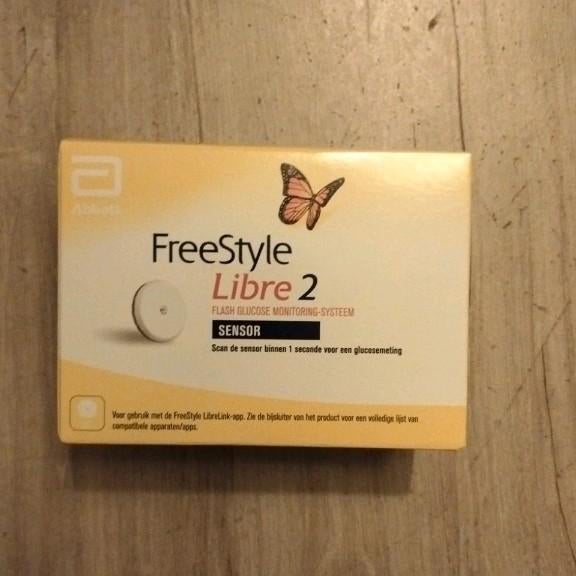 Abbott
FreeStyle
Libre 2
FLASH GLUCOSE MONITORING-SYSTEEM
SENSOR
Scan de sensor binnen 1 seconde voor een glucosemeting
Voor gebruik met de FreeStyle LibreLink-app. Zie de bijsluiter van het product voor een volledige lijst van
compatibele apparaten/apps.